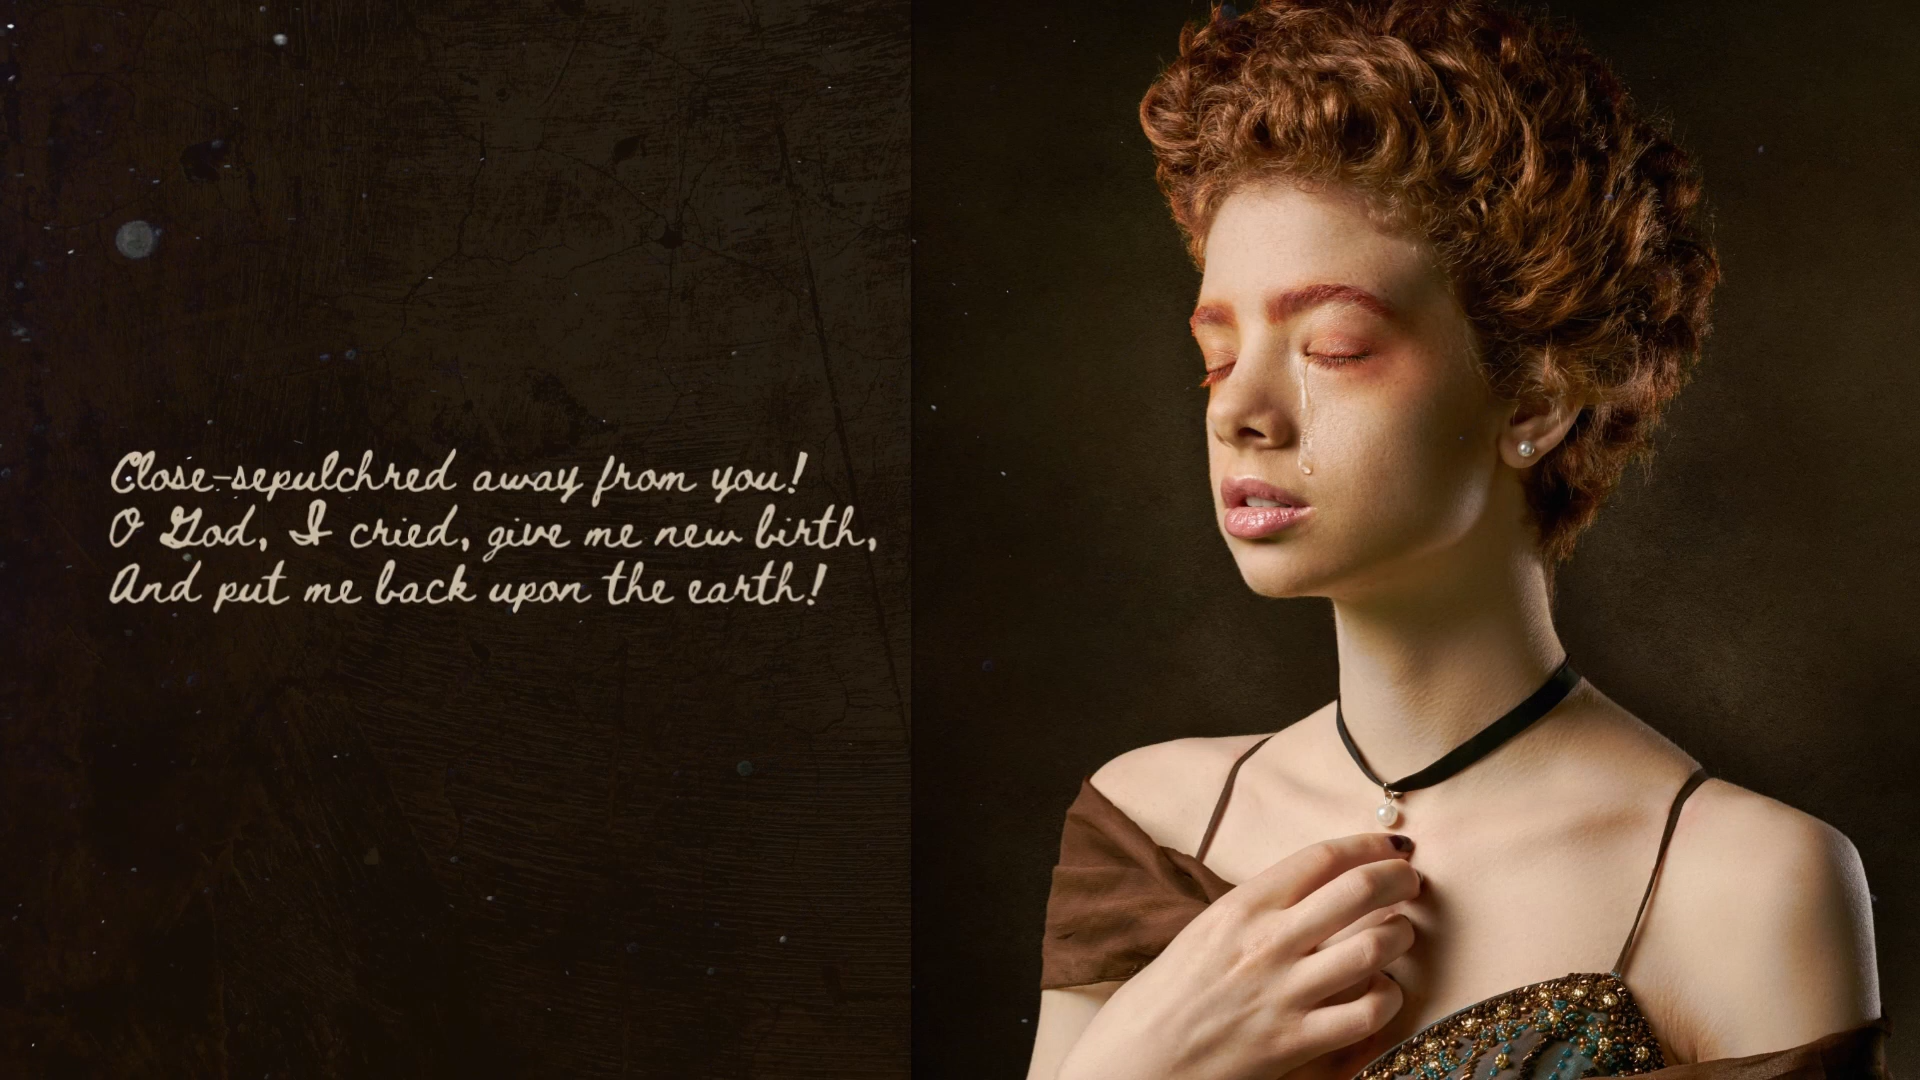 Close-sepulchred away from you!
O God, I cried, give me new birth,
And put me back upon the earth!